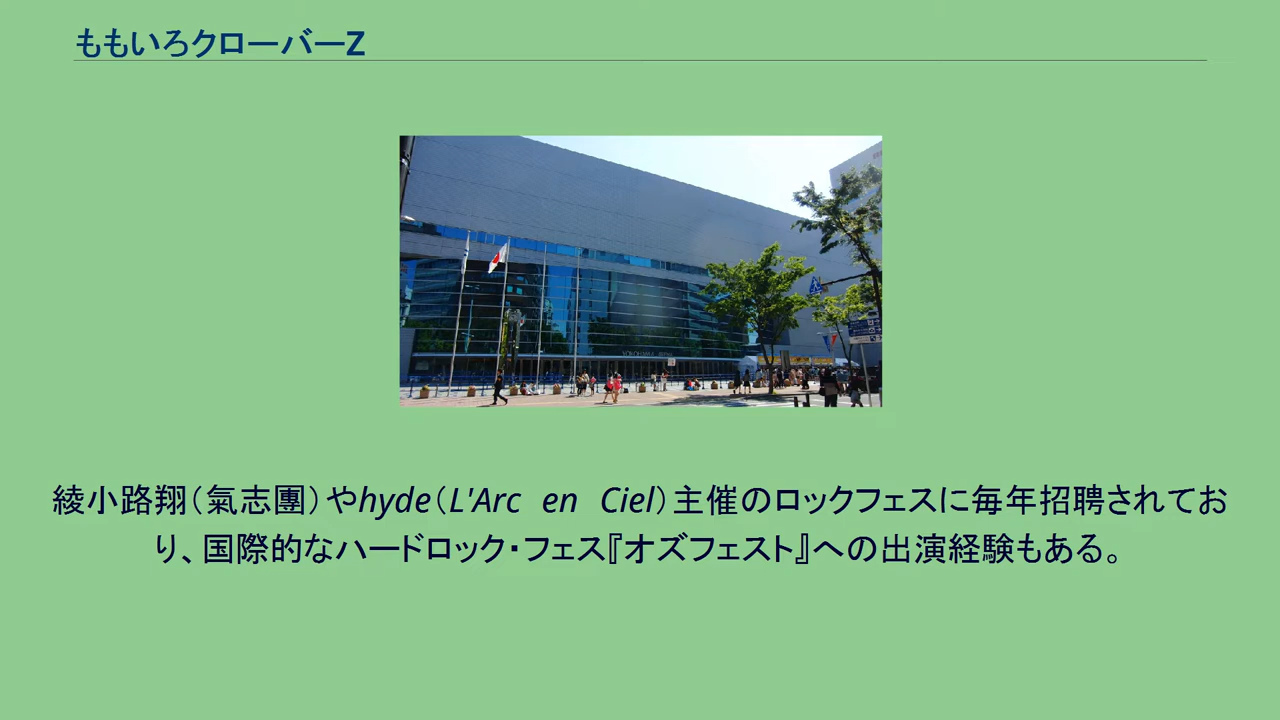 ももいろクローバーZ
YOKOHAMA ARENA
綾小路翔（氣志團）やhyde（L'Arc en Ciel）主催のロックフェスに毎年招聘されてお
り、国際的なハードロック・フェス『オズフェスト』への出演経験もある。